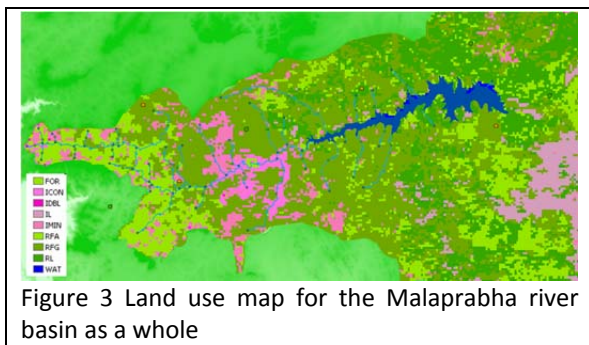 FOR
ICON
IDBL
IL
IMIN
RFA
RFG
RL
WAT
Figure 3 Land use map for the Malaprabha river
basin as a whole